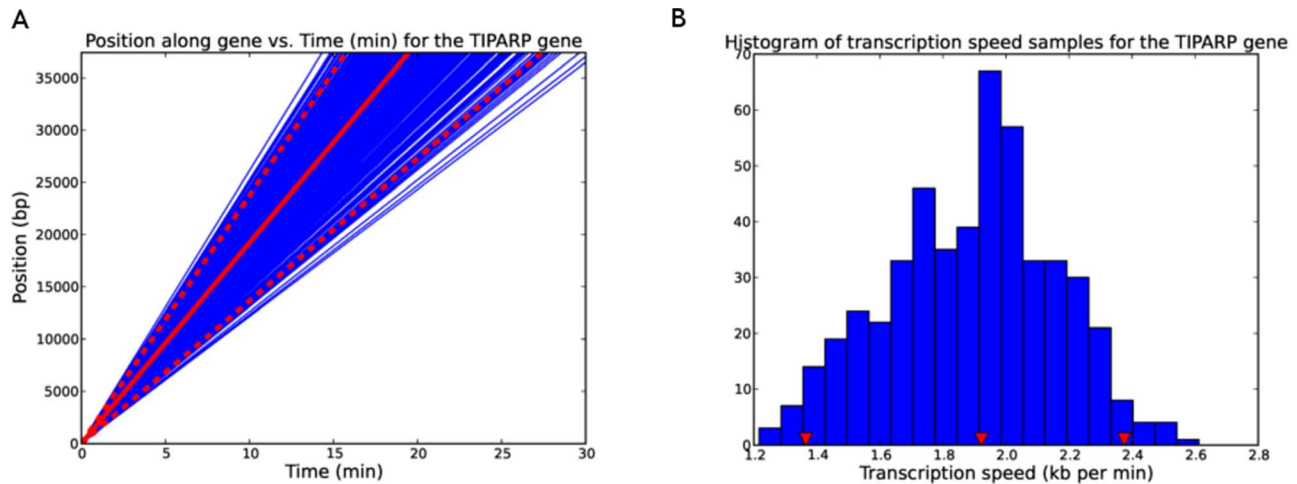 A
Position along gene vs. Time (min) for the TIPARP gene
35000
30000
25000
20000
15000
10000
5000
0
Position (bp)
0 5 10 15 20 25 30
Time (min)
B
Histogram of transcription speed samples for the TIPARP gene
70
60
50
40
30
20
10
0
1.2 1.4 1.6 1.8 2.0 2.2 2.4 2.6 2.8
Transcription speed (kb per min)